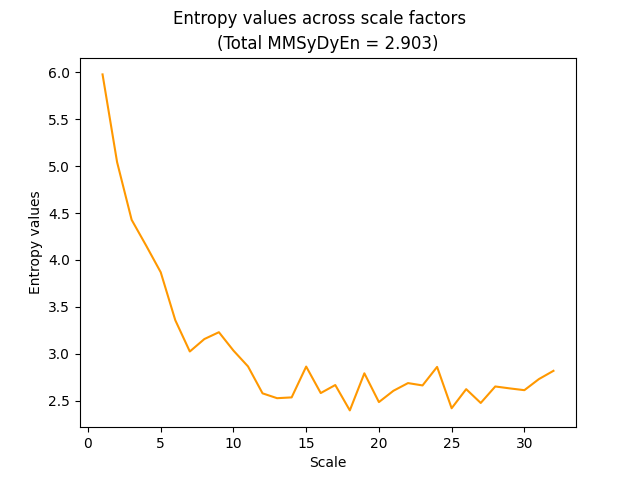 Entropy values across scale factors
(Total MMSyDyEn = 2.903)
6.0
5.5
5.0
4.5
4.0
3.5
3.0
2.5
Entropy values
0 5 10 15 20 25 30
Scale